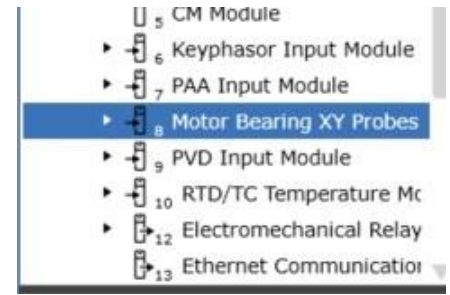 5 CM Module
6 Keyphasor Input Module
7 PAA Input Module
8 Motor Bearing XY Probes
9 PVD Input Module
10 RTD/TC Temperature Mc
12 Electromechanical Relay
13 Ethernet Communication